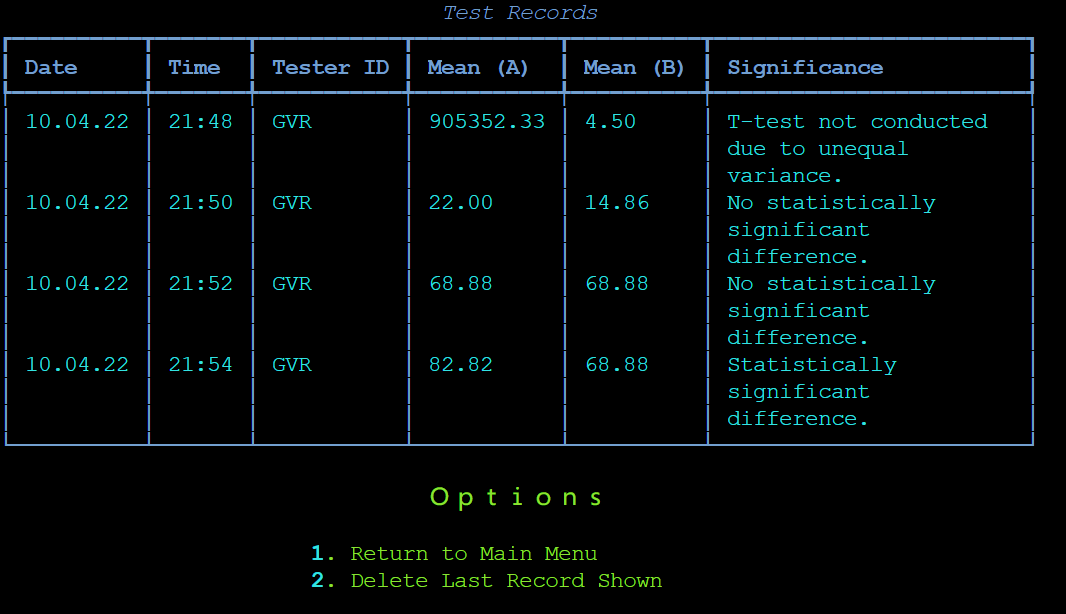 Test Records
Date Time Tester ID Mean (A) Mean (B) Significance
10.04.22 21:48 GVR 905352.33 4.50 T-test not conducted
due to unequal
variance.
10.04.22 21:50 GVR 22.00 14.86 No statistically
significant
difference.
10.04.22 21:52 GVR 68.88 68.88 No statistically
significant
difference.
10.04.22 21:54 GVR 82.82 68.88 Statistically
significant
difference.
Options
1. Return to Main Menu
2. Delete Last Record Shown